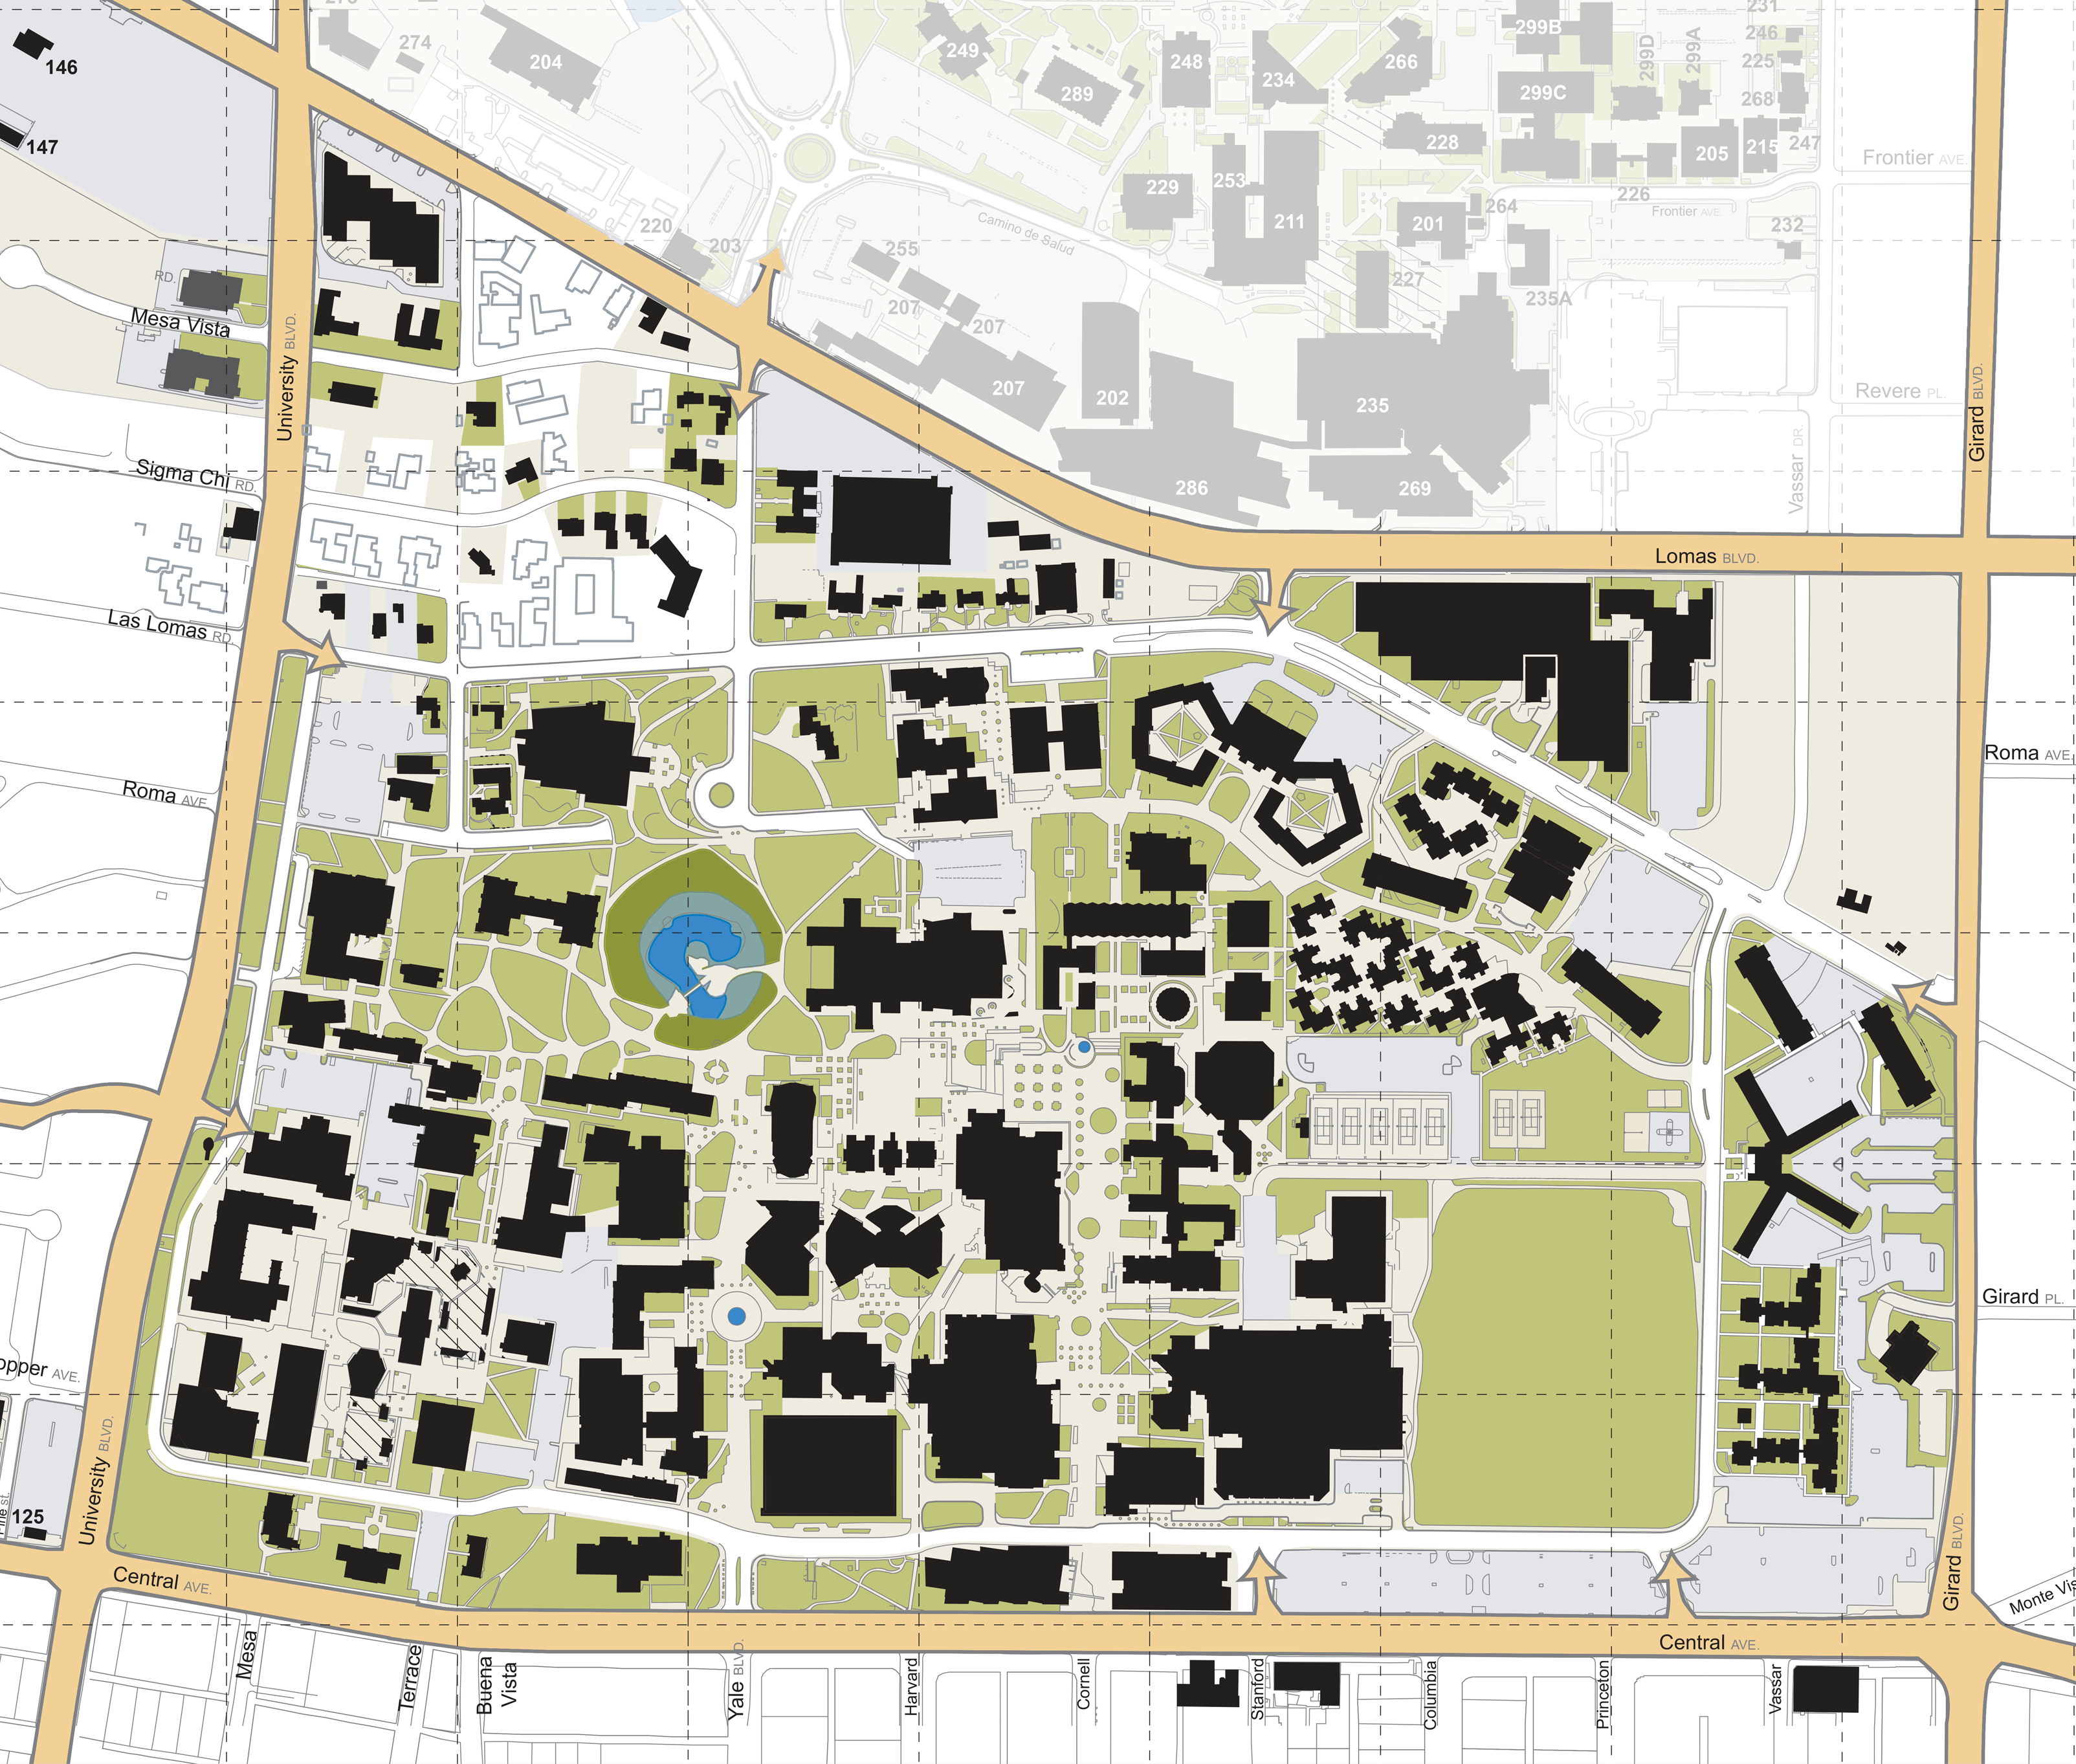 231
299B
246
274
249
248
299D
299A
204
234
266
225
146
289
299C
268
147
228
205
215
247
Frontier AVE.
253
229
226
264
Frontier AVE.
211
201
232
220
203
Camino de Salud
255
227
RD.
235A
Mesa Vista
207
207
University BLVD.
207
202
235
Revere PL.
Girard BLVD.
Vassar DR.
Sigma Chi RD.
286
269
Lomas BLVD.
Las Lomas RD.
Roma AVE.
Roma AVE.
Girard PL.
opper AVE.
University BLVD.
125
Central AVE.
Girard BLVD.
Monte Vis
Central AVE.
Mesa
Terrace
Buena
Vista
Yale BLVD.
Harvard
Cornell
Stanford
Columbia
Princeton
Vassar